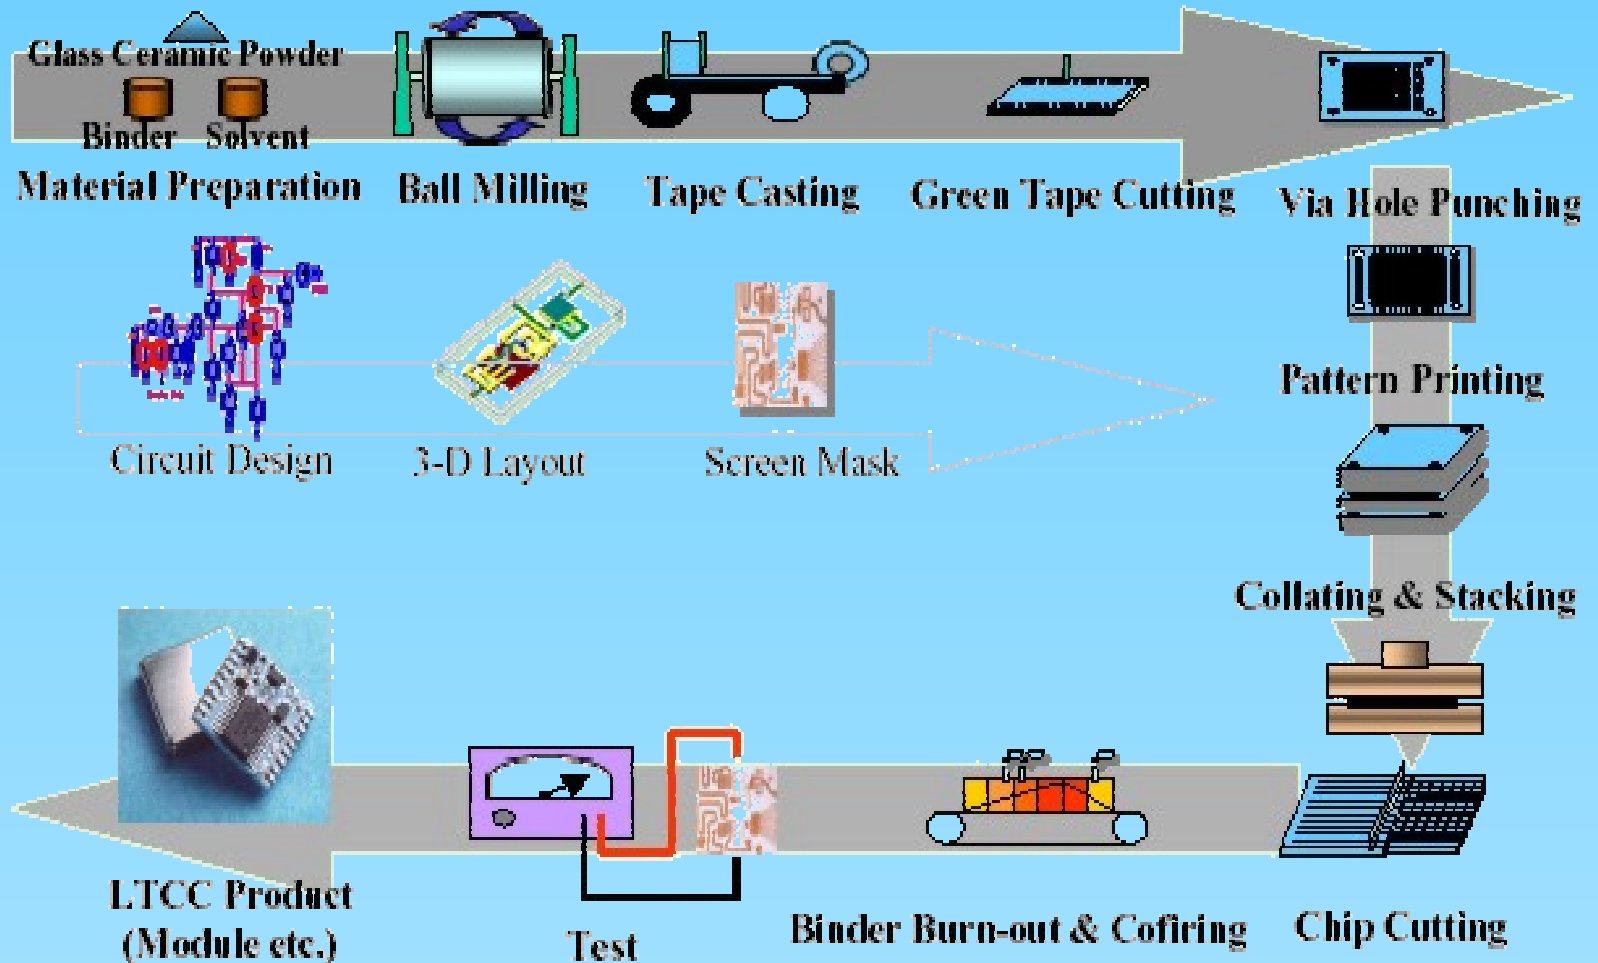 Glass Ceramic Powder
Binder Solvent
Material Preparation
Ball Milling
Tape Casting
Green Tape Cutting
Via Hole Punching
Pattern Printing
Circuit Design
3-D Layout
Screen Mask
Collating & Stacking
Chip Cutting
Binder Burn-out & Cofiring
Test
LTCC Product
(Module etc.)